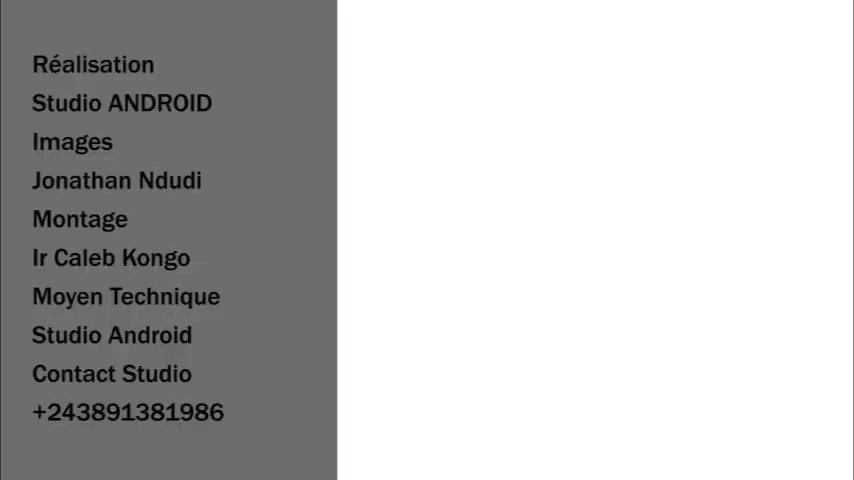 Réalisation
Studio ANDROID
Images
Jonathan Ndudi
Montage
Ir Caleb Kongo
Moyen Technique
Studio Android
Contact Studio
+243891381986